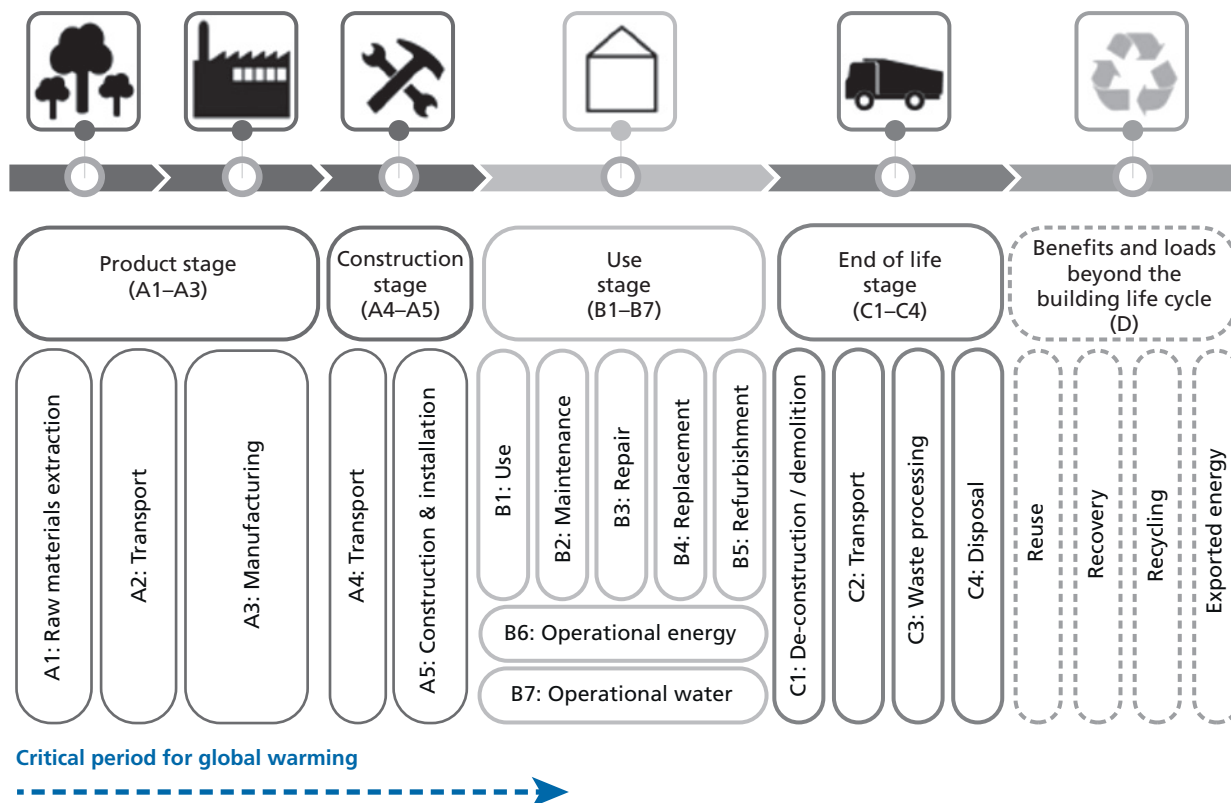 Product stage
(A1–A3)
Construction
stage
(A4–A5)
Use
stage
(B1–B7)
End of life
stage
(C1–C4)
Benefits and loads
beyond the
building life cycle
(D)
A1: Raw materials extraction
A2: Transport
A3: Manufacturing
A4: Transport
A5: Construction & installation
B1: Use
B2: Maintenance
B3: Repair
B4: Replacement
B5: Refurbishment
B6: Operational energy
B7: Operational water
C1: De-construction / demolition
C2: Transport
C3: Waste processing
C4: Disposal
Reuse
Recovery
Recycling
Exported energy
Critical period for global warming